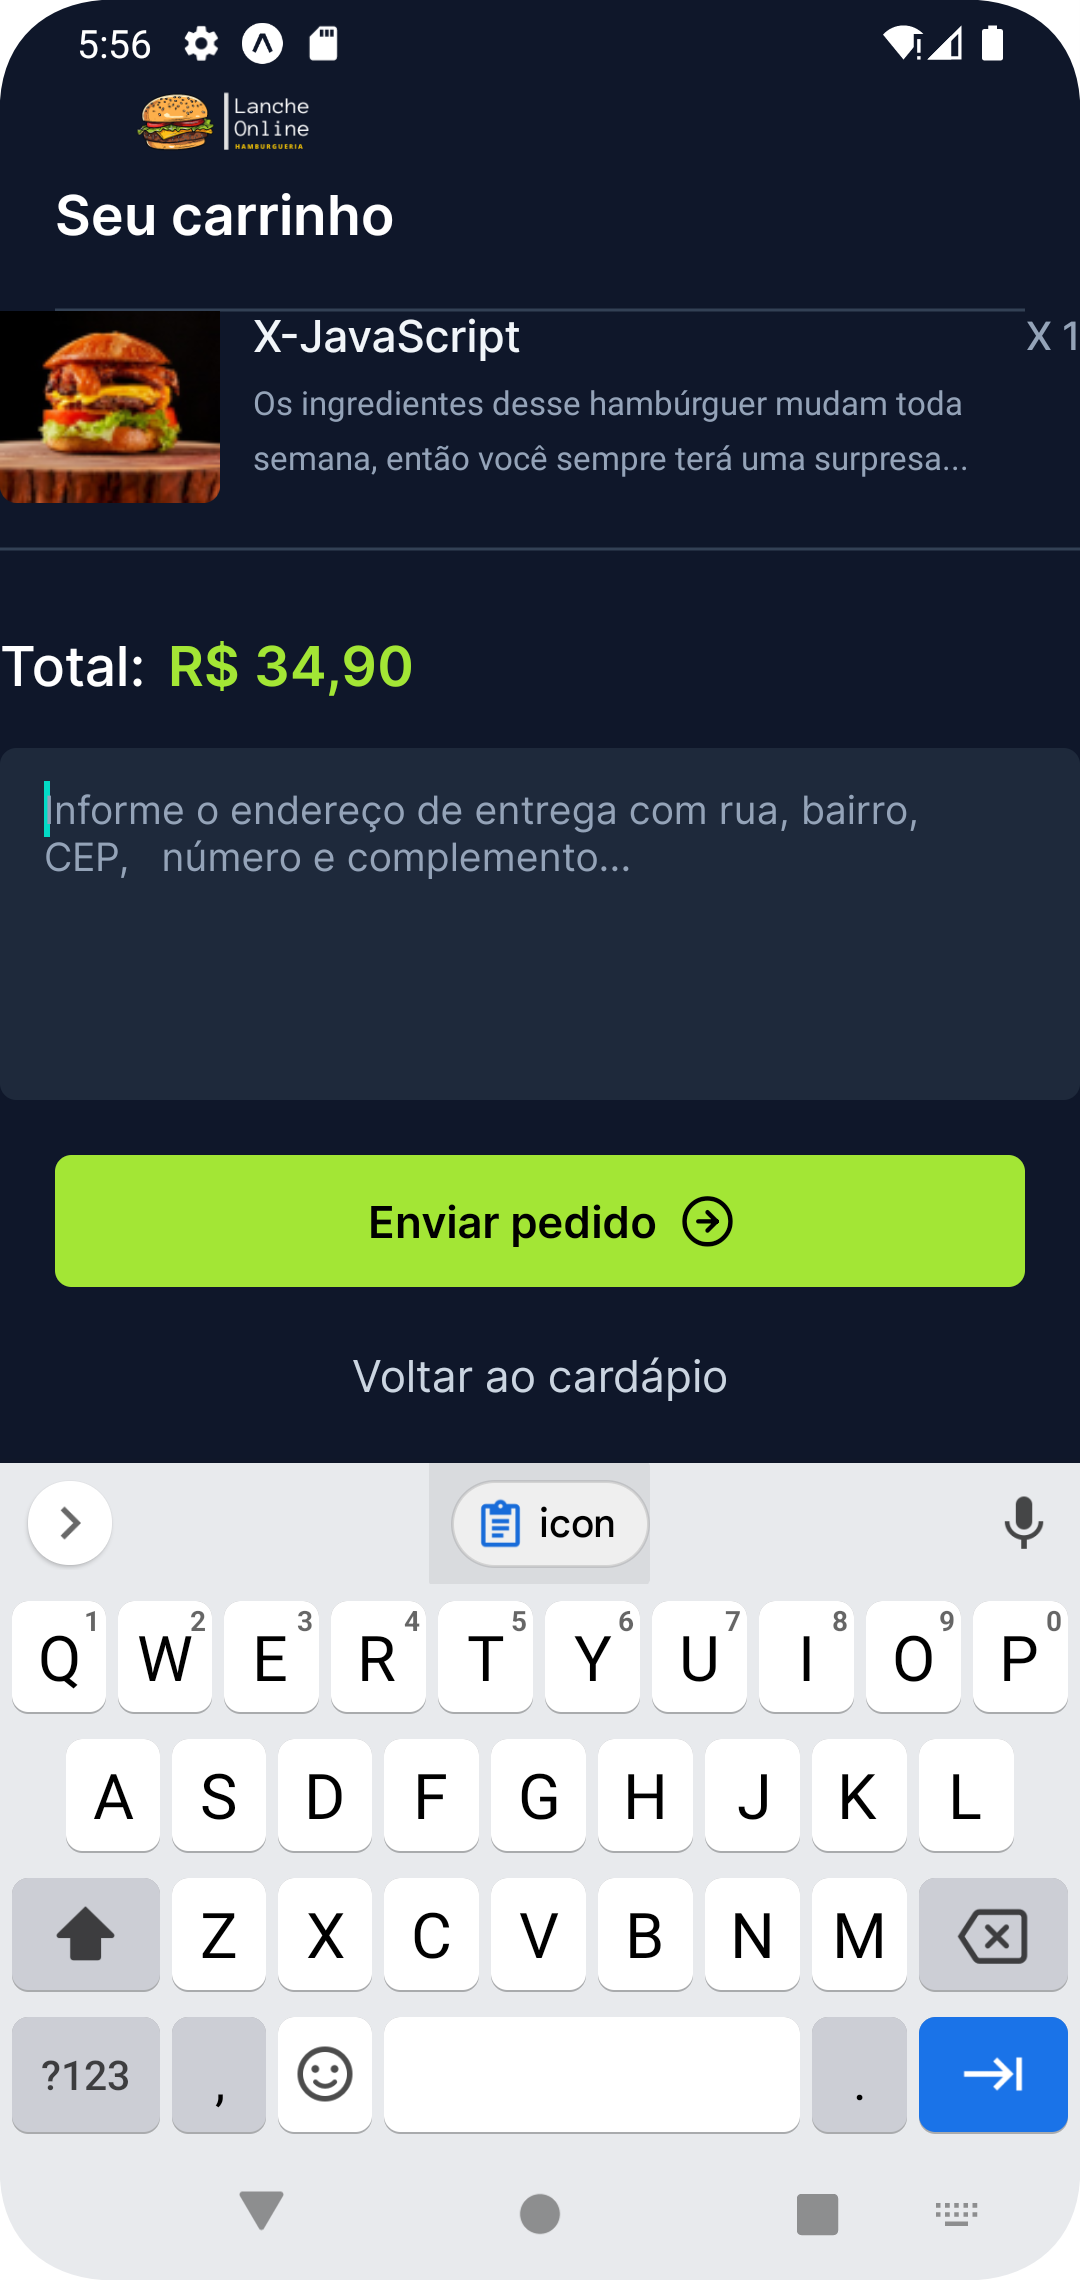 5:56
Lanche
Online
HAMBURGUERIA
Seu carrinho
X-JavaScript
X 1
Os ingredientes desse hambúrguer mudam toda
semana, então você sempre terá uma surpresa...
Total: R$ 34,90
Informe o endereço de entrega com rua, bairro,
CEP,   número e complemento...
Enviar pedido
Voltar ao cardápio
icon
Q 1 W 2 E 3 R 4 T 5 Y 6 U 7 I 8 O 9 P 0
A S D F G H J K L
Z X C V B N M
?123 , .